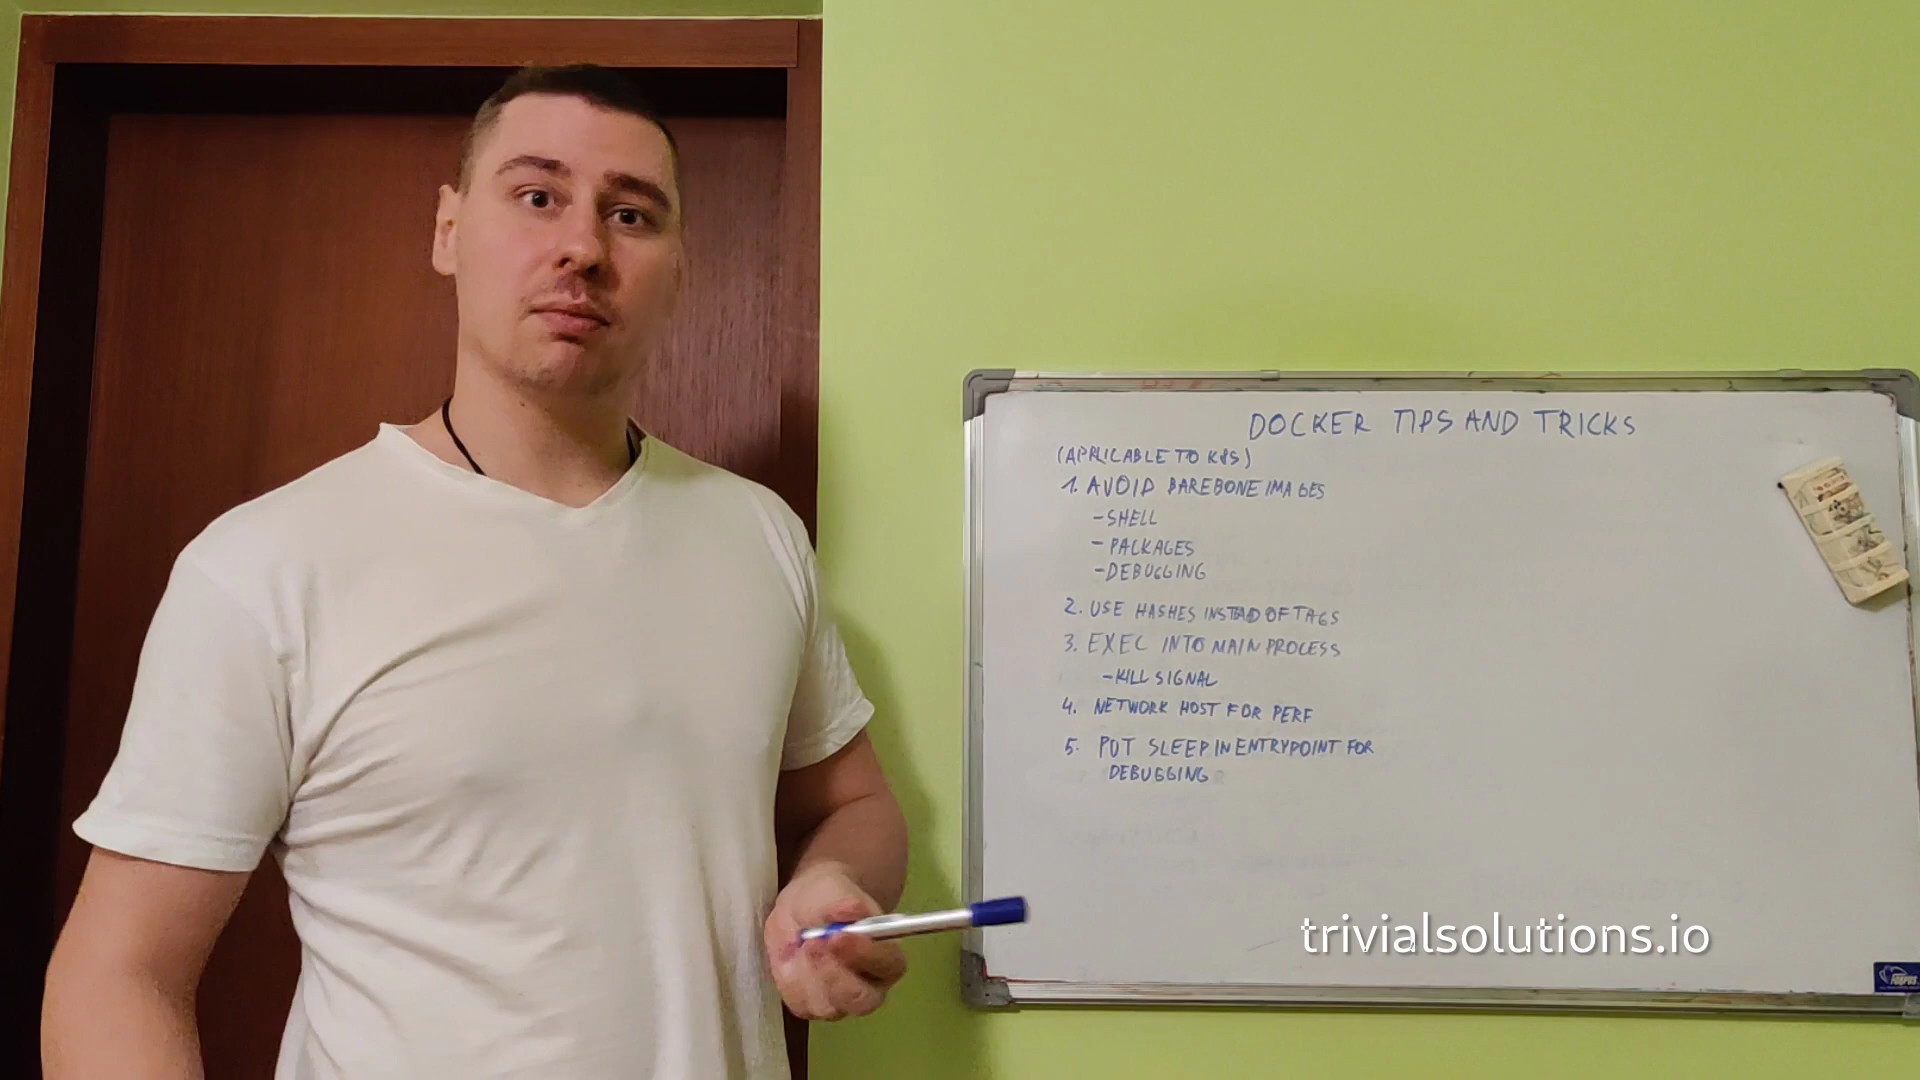 DOCKER TIPS AND TRICKS
(APPLICABLE TO K8S)
1. AVOID BAREBONE IMAGES
- SHELL
- PACKAGES
- DEBUGGING
2. USE HASHES INSTEAD OF TAGS
3. EXEC INTO MAIN PROCESS
- KILL SIGNAL
4. NETWORK HOST FOR PERF
5. PUT SLEEP IN ENTRYPOINT FOR
DEBUGGING
trivialsolutions.io